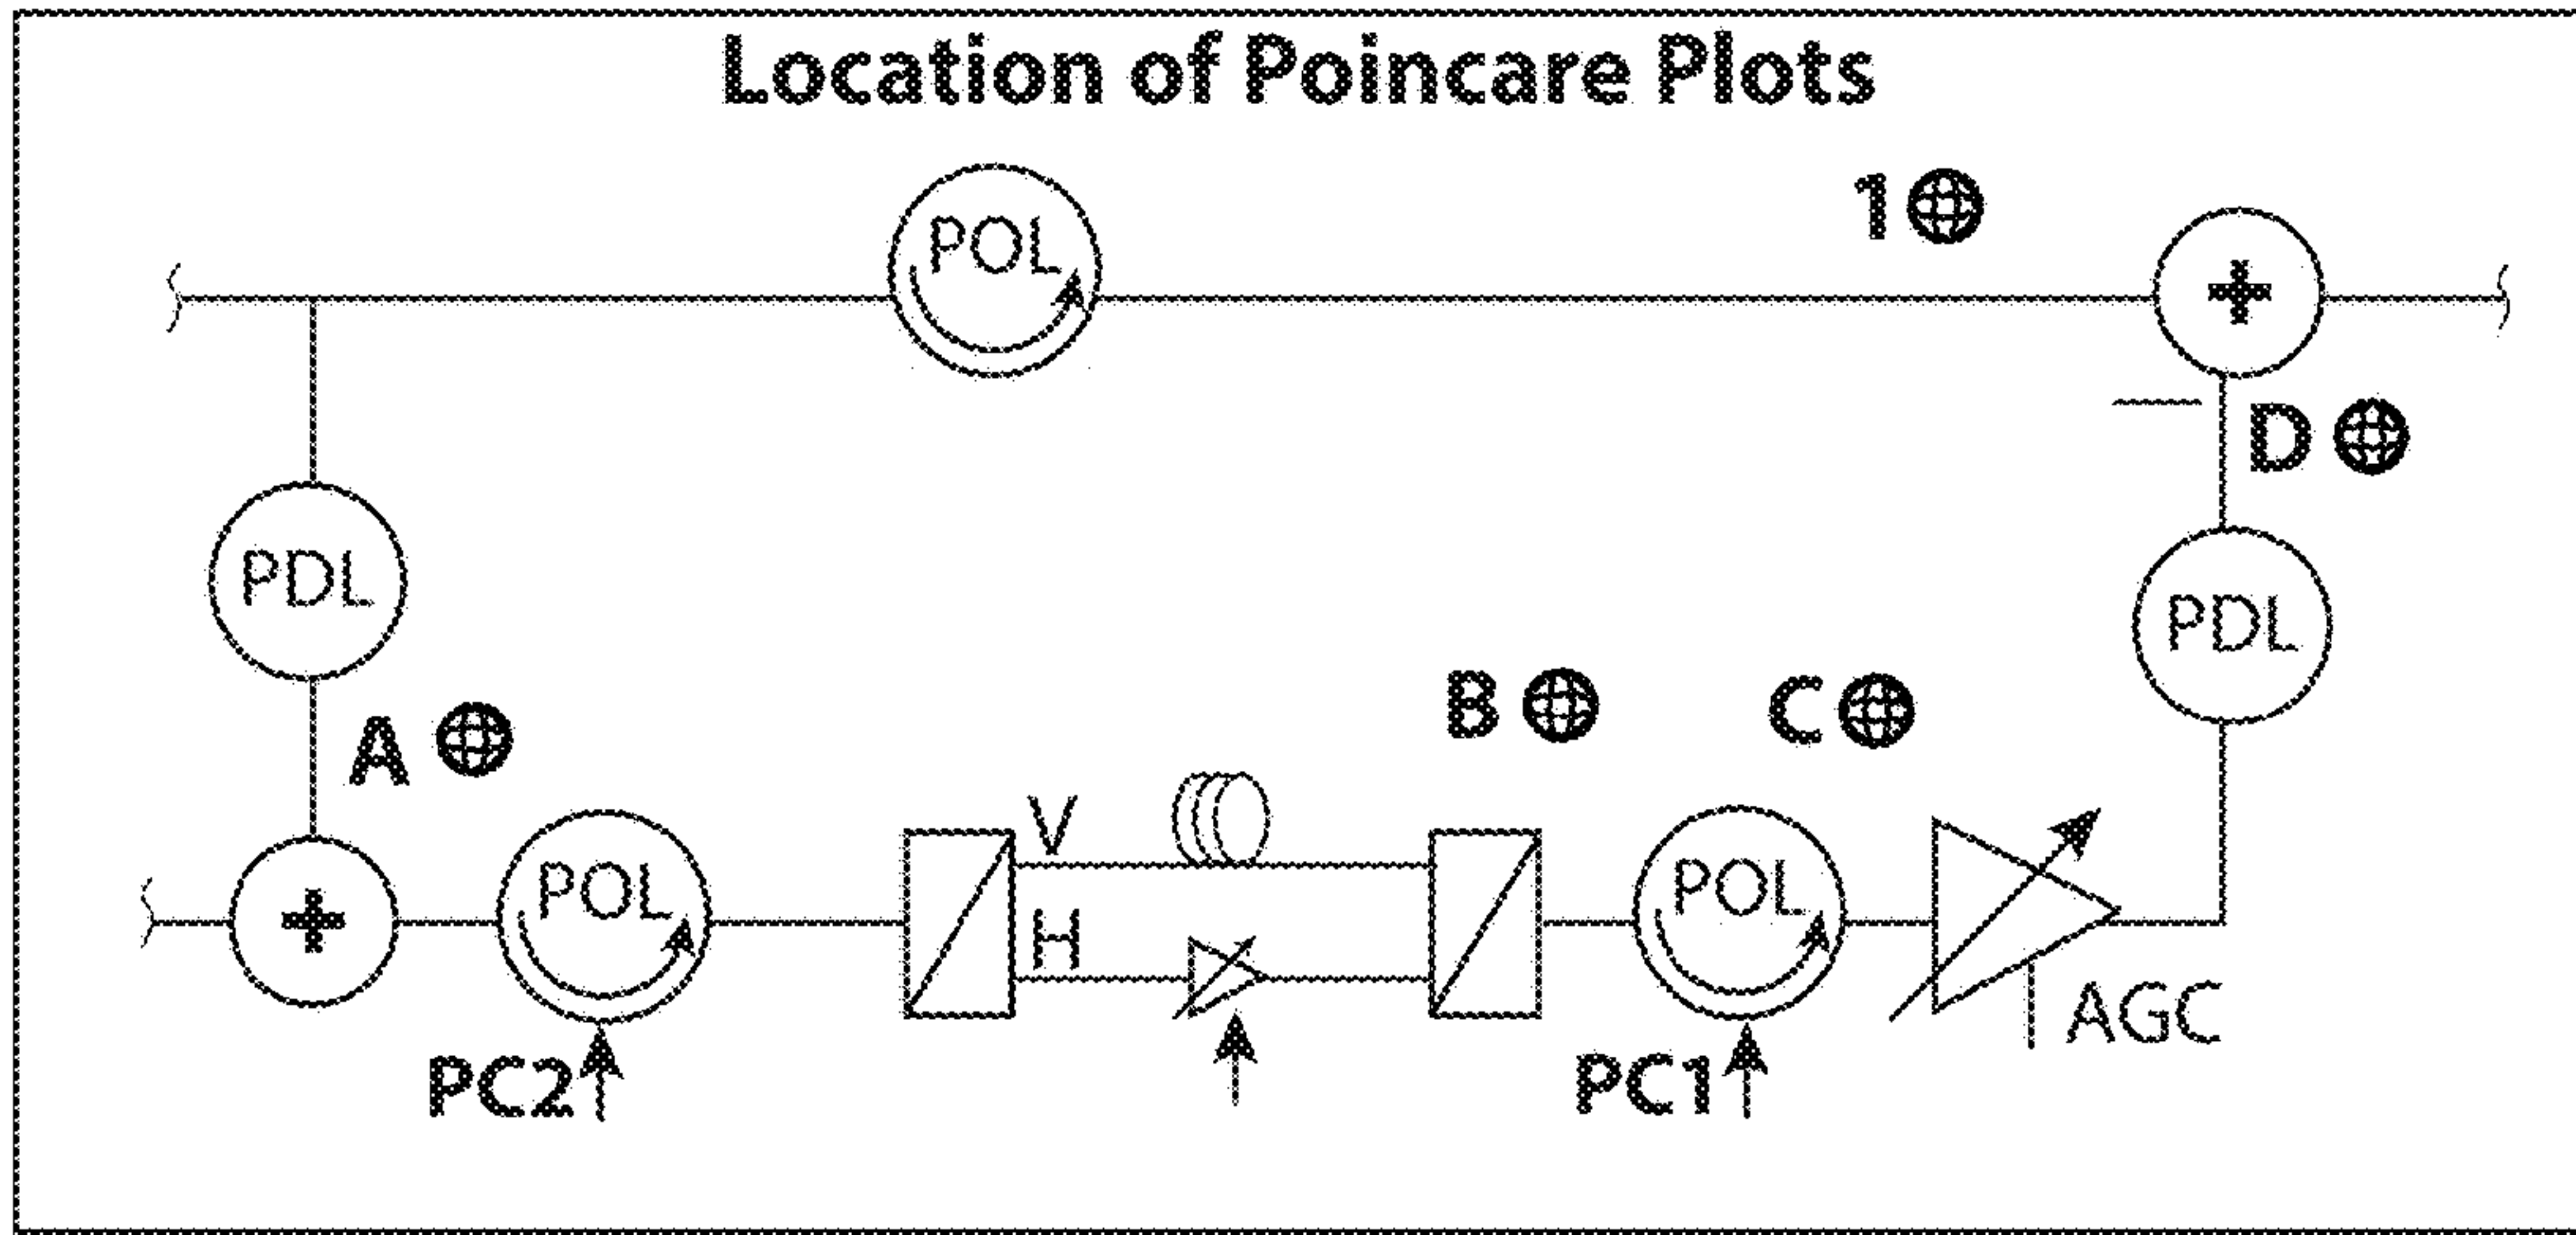 Location of Poincare Plots
1
POL
+
D
PDL
PDL
A
B
C
V
POL
POL
+
H
AGC
PC2
PC1